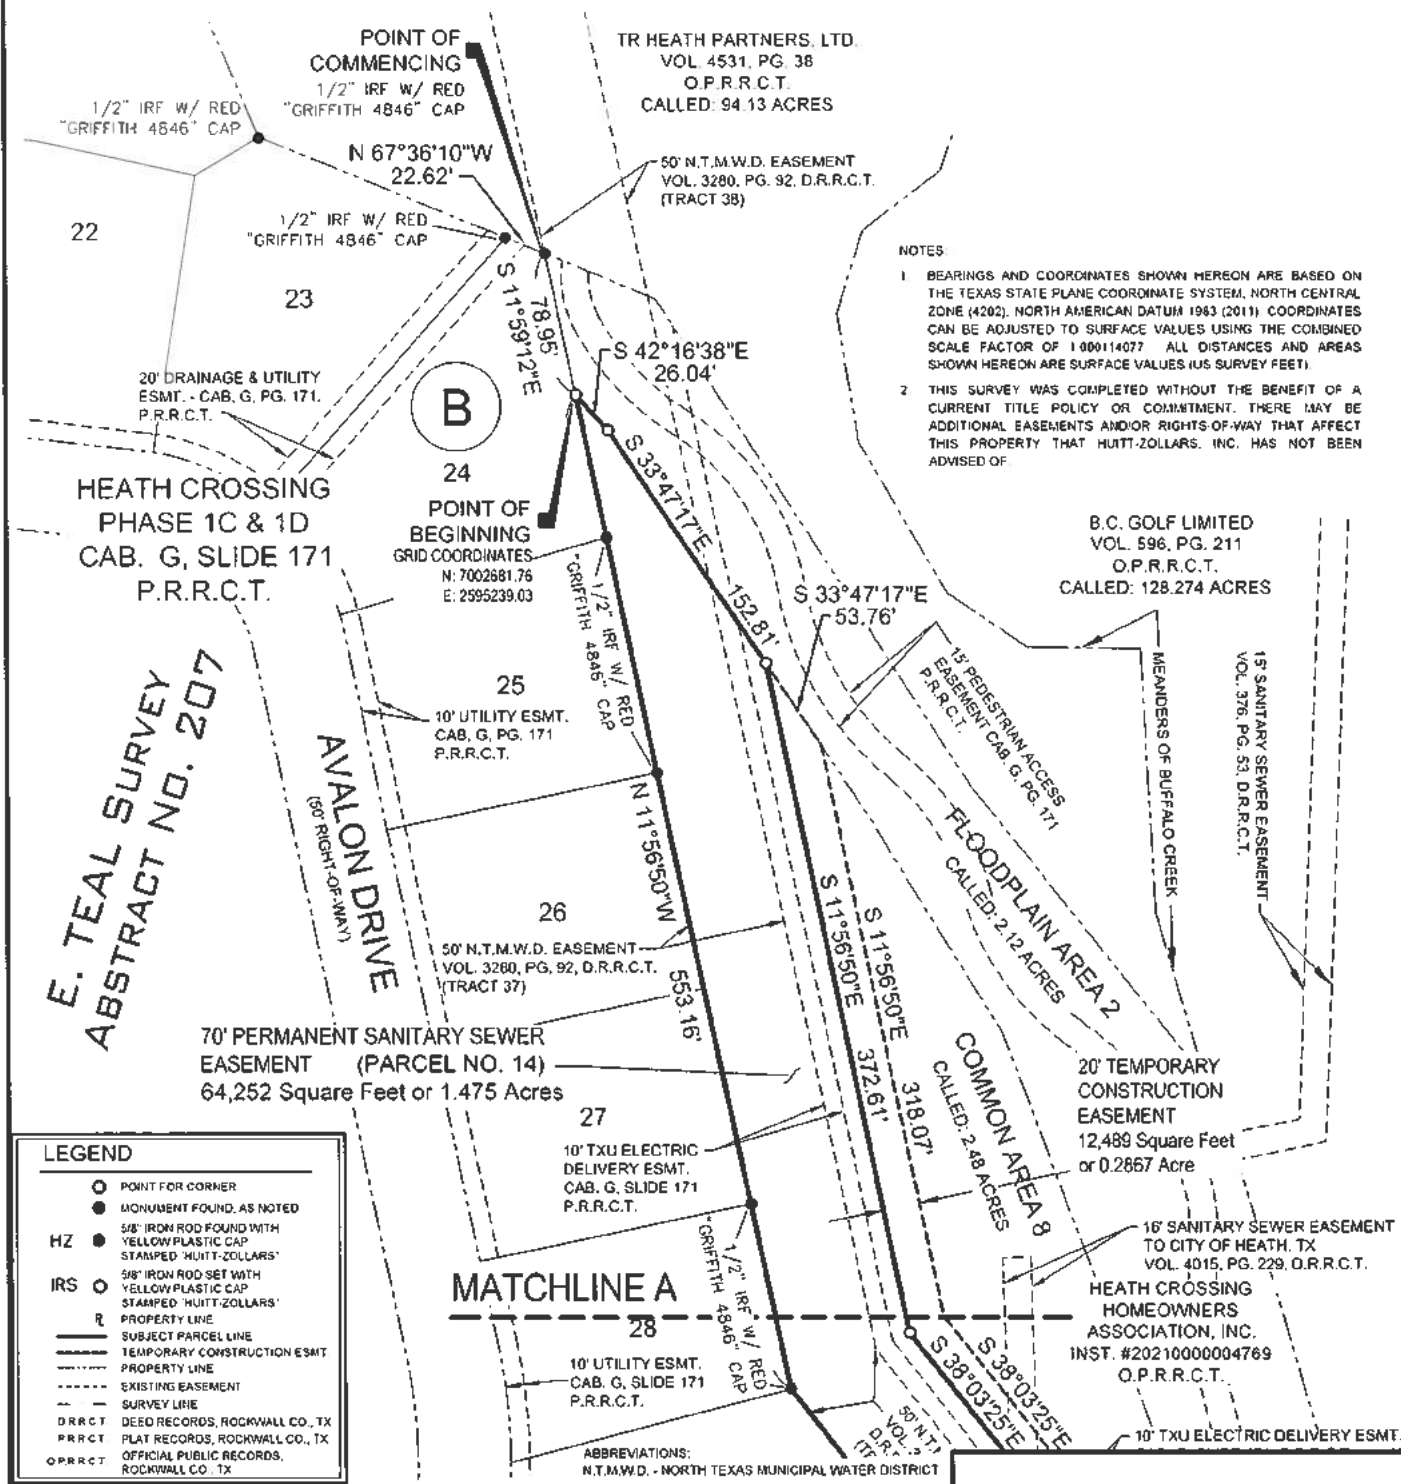 POINT OF
COMMENCING
1/2" IRF W/ RED
"GRIFFITH 4846" CAP
TR HEATH PARTNERS, LTD.
VOL. 4531, PG. 38
O.P.R.R.C.T.
CALLED: 94.13 ACRES
1/2" IRF W/ RED
"GRIFFITH 4846" CAP
N 67°36'10"W
22.62'
50' N.T.M.W.D. EASEMENT
VOL. 3280, PG. 92, D.R.R.C.T.
(TRACT 38)
1/2" IRF W/ RED
"GRIFFITH 4846" CAP
22
23
S 11°59'12"E
78.95'
NOTES:
1. BEARINGS AND COORDINATES SHOWN HEREON ARE BASED ON
THE TEXAS STATE PLANE COORDINATE SYSTEM, NORTH CENTRAL
ZONE (4202), NORTH AMERICAN DATUM 1983 (2011). COORDINATES
CAN BE ADJUSTED TO SURFACE VALUES USING THE COMBINED
SCALE FACTOR OF 1.000114077. ALL DISTANCES AND AREAS
SHOWN HEREON ARE SURFACE VALUES (US SURVEY FEET).
2. THIS SURVEY WAS COMPLETED WITHOUT THE BENEFIT OF A
CURRENT TITLE POLICY OR COMMITMENT. THERE MAY BE
ADDITIONAL EASEMENTS AND/OR RIGHTS-OF-WAY THAT AFFECT
THIS PROPERTY THAT HUITT-ZOLLARS, INC. HAS NOT BEEN
ADVISED OF.
S 42°16'38"E
26.04'
20' DRAINAGE & UTILITY
ESMT. - CAB, G, PG. 171,
P.R.R.C.T.
B
24
S 33°47'17"E
152.81'
HEATH CROSSING
PHASE 1C & 1D
CAB. G, SLIDE 171
P.R.R.C.T.
POINT OF
BEGINNING
GRID COORDINATES
N: 7002681.76
E: 2595239.03
1/2" IRF W/ RED
"GRIFFITH 4846" CAP
S 33°47'17"E
53.76'
B.C. GOLF LIMITED
VOL. 596, PG. 211
O.P.R.R.C.T.
CALLED: 128.274 ACRES
15' PEDESTRIAN ACCESS
EASEMENT CAB. G, PG. 171
P.R.R.C.T.
MEANDERS OF BUFFALO CREEK
15' SANITARY SEWER EASEMENT
VOL. 376, PG. 53, D.R.R.C.T.
E. TEAL SURVEY
ABSTRACT NO. 207
25
10' UTILITY ESMT.
CAB, G, PG. 171
P.R.R.C.T.
AVALON DRIVE
(50' RIGHT-OF-WAY)
N 11°56'50"W
553.16'
FLOODPLAIN AREA 2
CALLED: 2.12 ACRES
26
50' N.T.M.W.D. EASEMENT
VOL. 3280, PG, 92, D.R.R.C.T.
(TRACT 37)
S 11°56'50"E
372.61'
S 11°56'50"E
318.07'
70' PERMANENT SANITARY SEWER
EASEMENT (PARCEL NO. 14)
64,252 Square Feet or 1.475 Acres
COMMON AREA 8
CALLED: 2.48 ACRES
20' TEMPORARY
CONSTRUCTION
EASEMENT
12,489 Square Feet
or 0.2867 Acre
27
10' TXU ELECTRIC
DELIVERY ESMT.
CAB. G, SLIDE 171
P.R.R.C.T.
1/2" IRF W/ RED
"GRIFFITH 4846" CAP
16' SANITARY SEWER EASEMENT
TO CITY OF HEATH, TX
VOL. 4015, PG. 229, O.R.R.C.T.
MATCHLINE A
HEATH CROSSING
HOMEOWNERS
ASSOCIATION, INC.
INST. #20210000004769
O.P.R.R.C.T.
28
10' UTILITY ESMT.
CAB. G, SLIDE 171
P.R.R.C.T.
S 38°03'25"E
S 38°03'25"E
50' N.T.
VOL.
D.R.
10' TXU ELECTRIC DELIVERY ESMT.
ABBREVIATIONS:
N.T.M.W.D. - NORTH TEXAS MUNICIPAL WATER DISTRICT
LEGEND
POINT FOR CORNER
MONUMENT FOUND, AS NOTED
HZ 5/8" IRON ROD FOUND WITH
YELLOW PLASTIC CAP
STAMPED "HUITT-ZOLLARS"
IRS 5/8" IRON ROD SET WITH
YELLOW PLASTIC CAP
STAMPED "HUITT-ZOLLARS"
PROPERTY LINE
SUBJECT PARCEL LINE
TEMPORARY CONSTRUCTION ESMT
PROPERTY LINE
EXISTING EASEMENT
SURVEY LINE
D.R.R.C.T. DEED RECORDS, ROCKWALL CO., TX
P.R.R.C.T. PLAT RECORDS, ROCKWALL CO., TX
O.P.R.R.C.T. OFFICIAL PUBLIC RECORDS,
ROCKWALL CO., TX